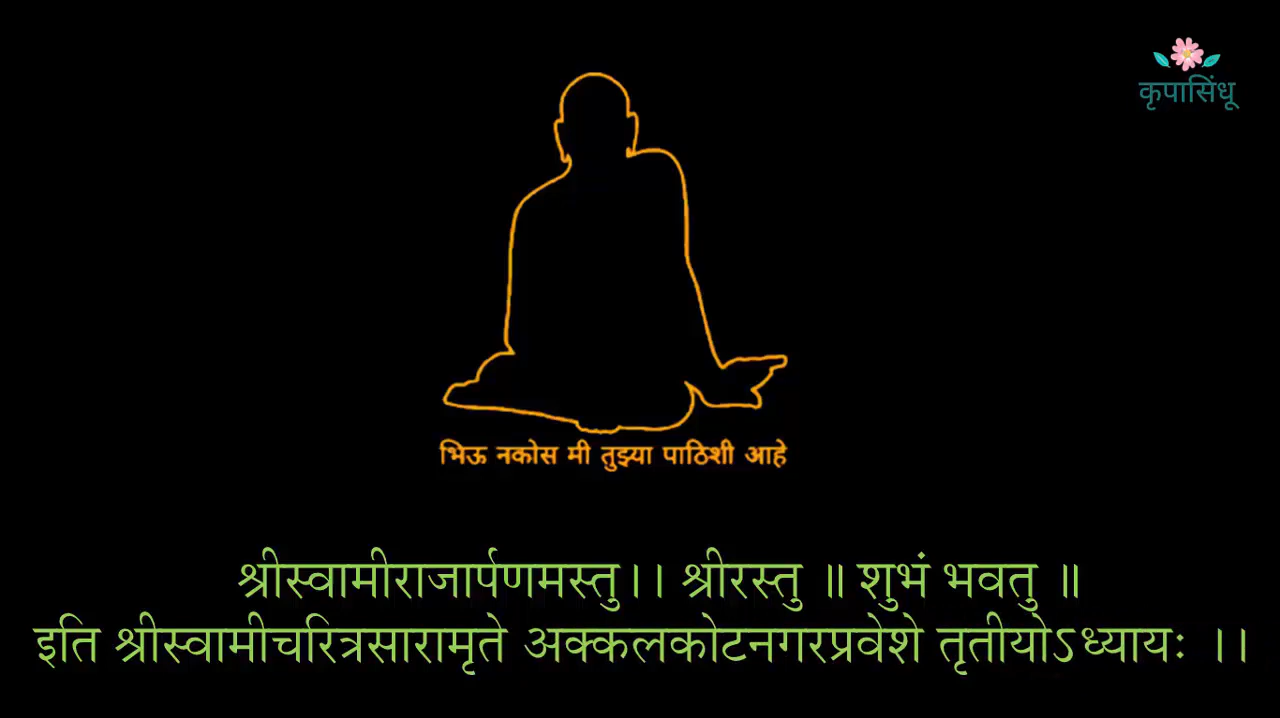 कृपासिंधू
भिऊ नकोस मी तुझ्या पाठिशी आहे
श्रीस्वामीराजार्पणमस्तु।। श्रीरस्तु ॥ शुभं भवतु ॥
इति श्रीस्वामीचरित्रसारामृते अक्कलकोटनगरप्रवेशे तृतीयोऽध्यायः ।।